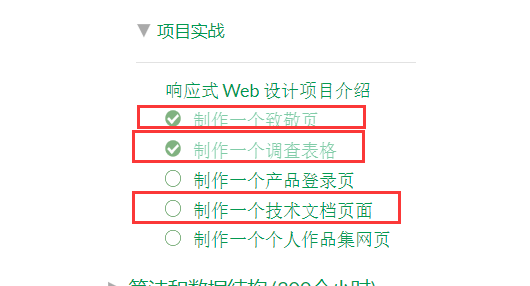 项目实战
响应式 Web 设计项目介绍
制作一个致敬页
制作一个调查表格
制作一个产品登录页
制作一个技术文档页面
制作一个个人作品集网页
算法和数据结构 (300个小时)